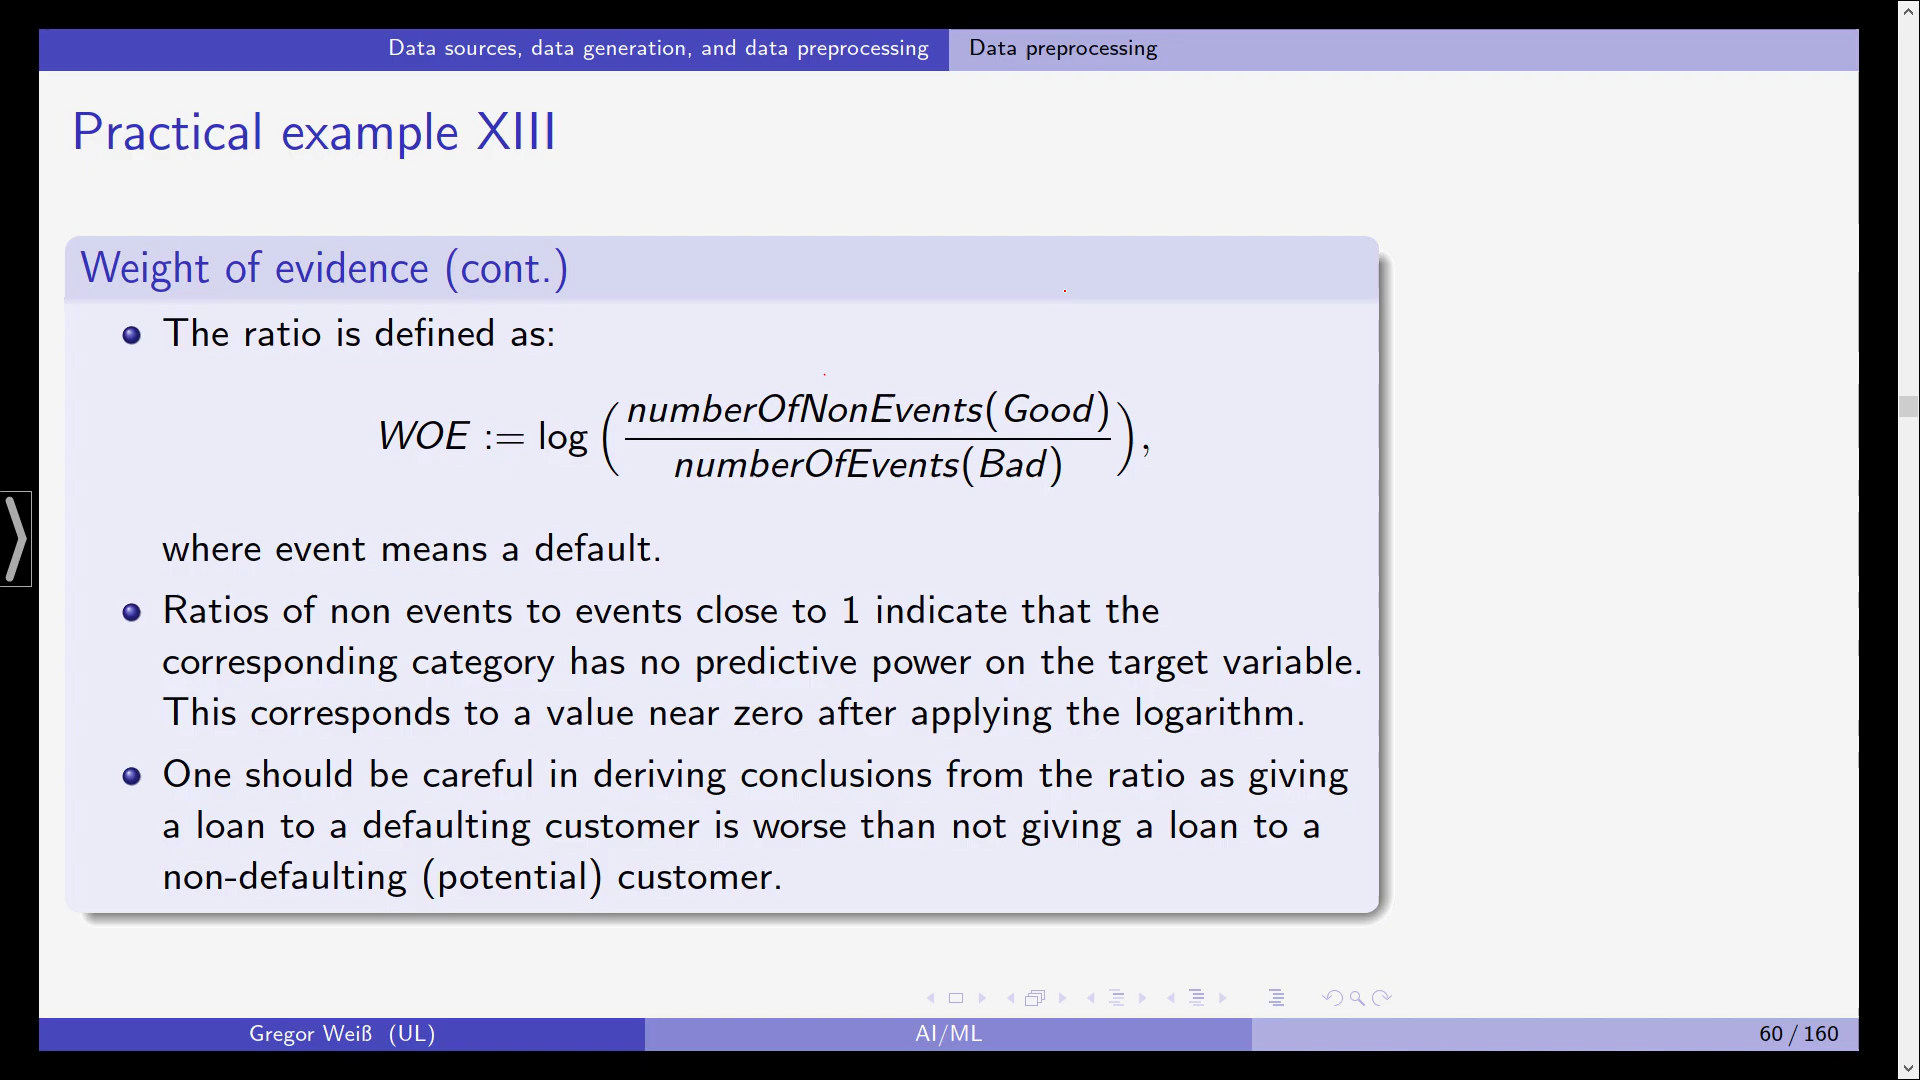 Data sources, data generation, and data preprocessing Data preprocessing
Practical example XIII
Weight of evidence (cont.)
The ratio is defined as:
WOE := log ( numberOfNonEvents(Good) / numberOfEvents(Bad) ),
where event means a default.
Ratios of non events to events close to 1 indicate that the
corresponding category has no predictive power on the target variable.
This corresponds to a value near zero after applying the logarithm.
One should be careful in deriving conclusions from the ratio as giving
a loan to a defaulting customer is worse than not giving a loan to a
non-defaulting (potential) customer.
Gregor Weiß (UL) AI/ML 60 / 160